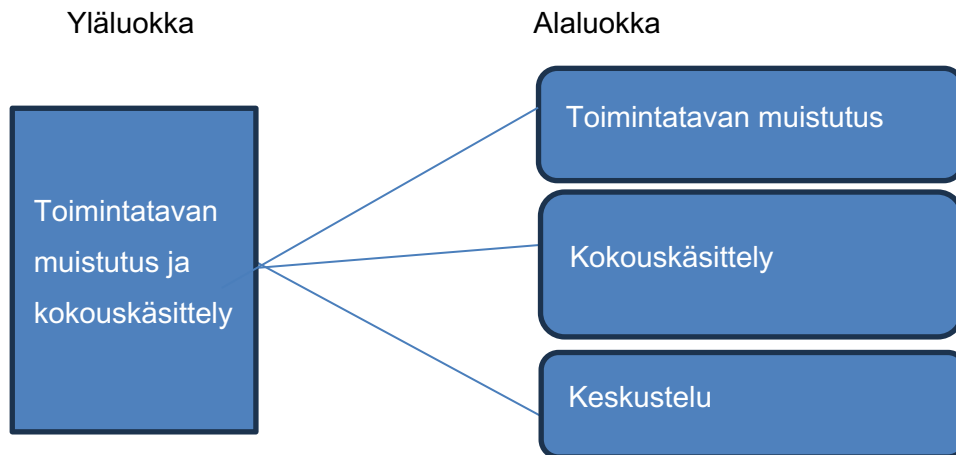 Yläluokka
Alaluokka
Toimintatavan
muistutus ja
kokouskäsittely
Toimintatavan muistutus
Kokouskäsittely
Keskustelu